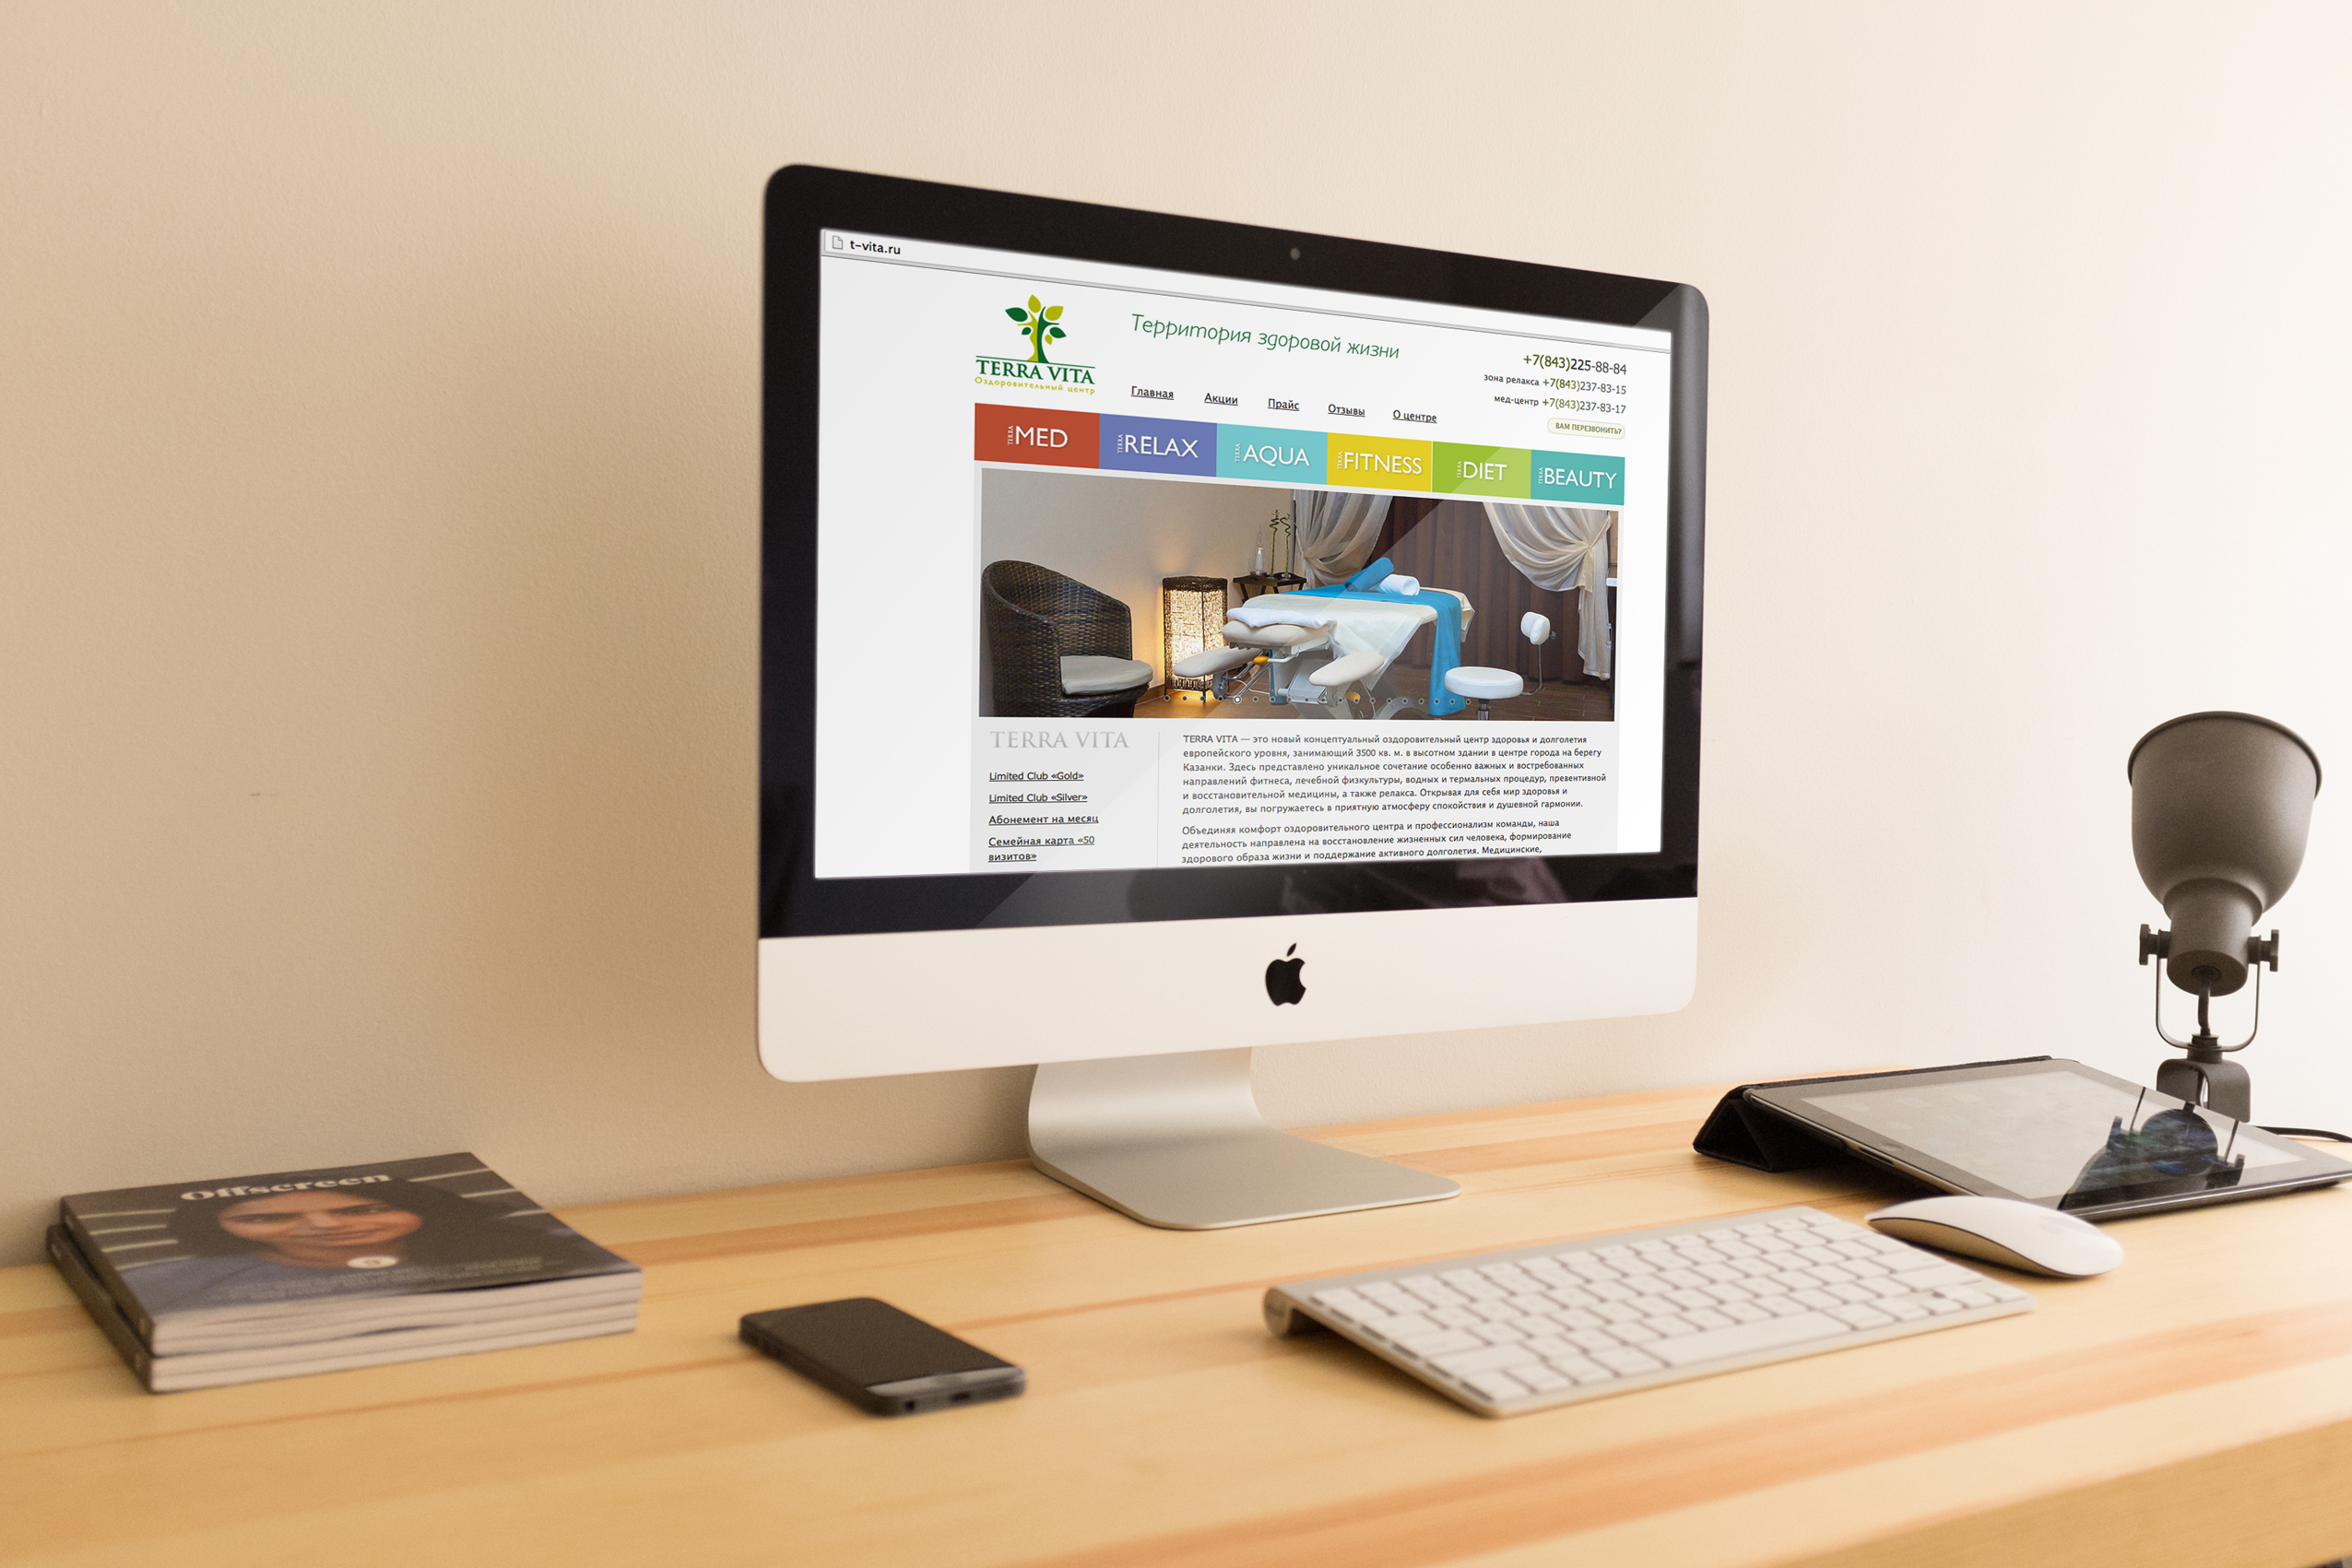 t-vita.ru
TERRA VITA
Оздоровительный центр
Территория здоровой жизни
+7(843)225-88-84
зона релакса +7(843)237-83-15
мед-центр +7(843)237-83-17
ВАМ ПЕРЕЗВОНИТЬ?
Главная Акции Прайс Отзывы О центре
TERRA MED TERRA RELAX TERRA AQUA TERRA FITNESS TERRA DIET TERRA BEAUTY
TERRA VITA
Limited Club «Gold»
Limited Club «Silver»
Абонемент на месяц
Семейная карта «50
визитов»
TERRA VITA — это новый концептуальный оздоровительный центр здоровья и долголетия
европейского уровня, занимающий 3500 кв. м. в высотном здании в центре города на берегу
Казанки. Здесь представлено уникальное сочетание особенно важных и востребованных
направлений фитнеса, лечебной физкультуры, водных и термальных процедур, превентивной
и восстановительной медицины, а также релакса. Открывая для себя мир здоровья и
долголетия, вы погружаетесь в приятную атмосферу спокойствия и душевной гармонии.
Объединяя комфорт оздоровительного центра и профессионализм команды, наша
деятельность направлена на восстановление жизненных сил человека, формирование
здорового образа жизни и поддержание активного долголетия. Медицинские,
Offscreen